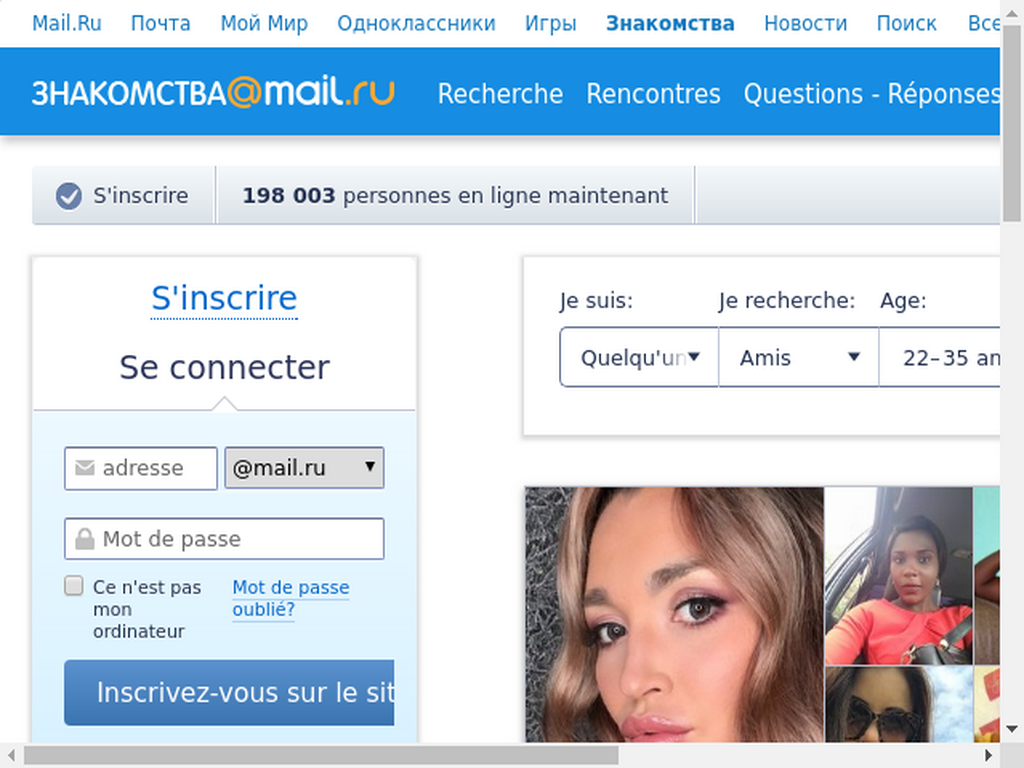 Mail.Ru Почта Мой Мир Одноклассники Игры Знакомства Новости Поиск Все
ЗНАКОМСТВА@mail.ru Recherche Rencontres Questions - Réponses
S'inscrire 198 003 personnes en ligne maintenant
S'inscrire
Se connecter
adresse @mail.ru
Mot de passe
Ce n'est pas mon ordinateur
Mot de passe oublié?
Inscrivez-vous sur le sit
Je suis: Je recherche: Age:
Quelqu'un Amis 22–35 an